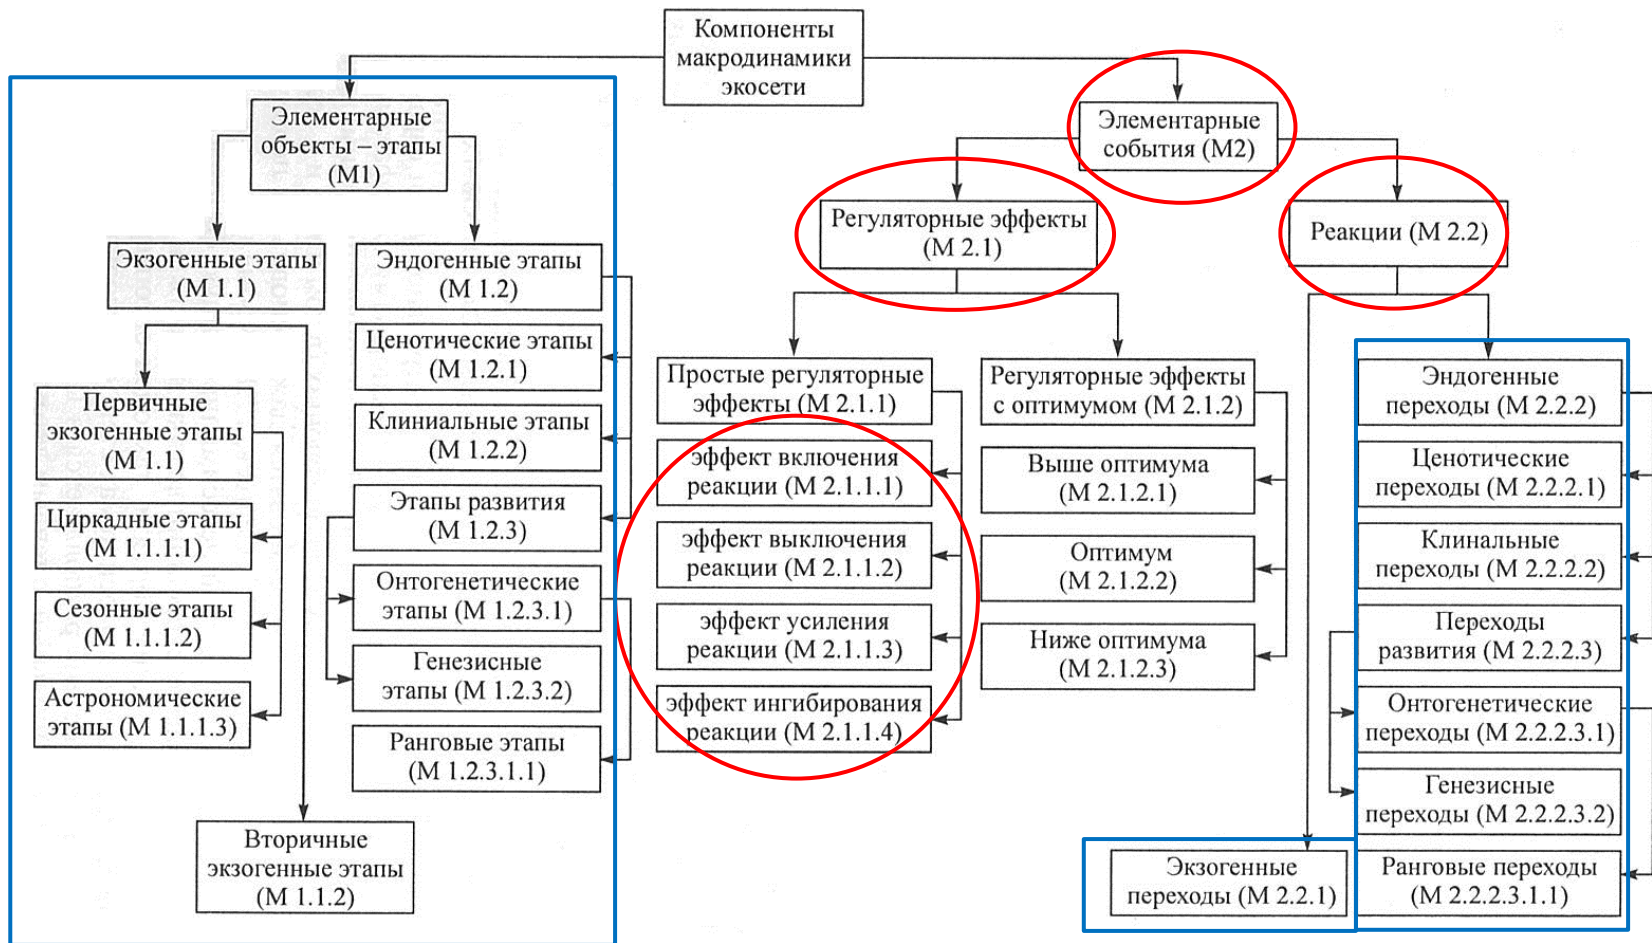 Компоненты
макродинамики
экосети
Элементарные
объекты – этапы
(М1)
Экзогенные этапы
(М 1.1)
Первичные
экзогенные этапы
(М 1.1)
Циркадные этапы
(М 1.1.1.1)
Сезонные этапы
(М 1.1.1.2)
Астрономические
этапы (М 1.1.1.3)
Вторичные
экзогенные этапы
(М 1.1.2)
Эндогенные этапы
(М 1.2)
Ценотические этапы
(М 1.2.1)
Клиниальные этапы
(М 1.2.2)
Этапы развития
(М 1.2.3)
Онтогенетические
этапы (М 1.2.3.1)
Генезисные
этапы (М 1.2.3.2)
Ранговые этапы
(М 1.2.3.1.1)
Элементарные
события (М2)
Регуляторные эффекты
(М 2.1)
Простые регуляторные
эффекты (М 2.1.1)
эффект включения
реакции (М 2.1.1.1)
эффект выключения
реакции (М 2.1.1.2)
эффект усиления
реакции (М 2.1.1.3)
эффект ингибирования
реакции (М 2.1.1.4)
Регуляторные эффекты
с оптимумом (М 2.1.2)
Выше оптимума
(М 2.1.2.1)
Оптимум
(М 2.1.2.2)
Ниже оптимума
(М 2.1.2.3)
Реакции (М 2.2)
Экзогенные
переходы (М 2.2.1)
Эндогенные
переходы (М 2.2.2)
Ценотические
переходы (М 2.2.2.1)
Клинальные
переходы (М 2.2.2.2)
Переходы
развития (М 2.2.2.3)
Онтогенетические
переходы (М 2.2.2.3.1)
Генезисные
переходы (М 2.2.2.3.2)
Ранговые переходы
(М 2.2.2.3.1.1)